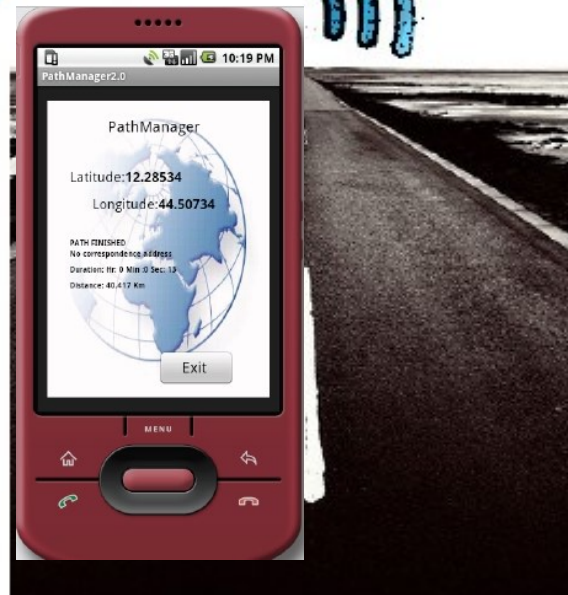 10:19 PM
PathManager2.0
PathManager
Latitude:12.28534
Longitude:44.50734
PATH FINISHED
No correspondence address
Duration: Hr: 0 Min :0 Sec: 15
Distance: 40,417 Km
Exit
MENU